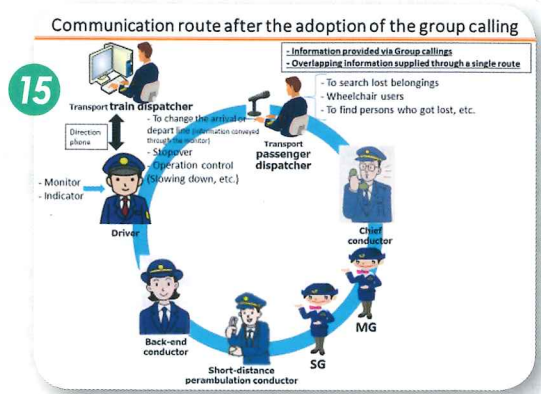 Communication route after the adoption of the group calling
- Information provided via Group callings
- Overlapping information supplied through a single route
15
Transport train dispatcher
Direction
phone
- To change the arrival or
depart line (information conveyed
through the monitor)
- Stopover
- Operation control
(Slowing down, etc.)
- To search lost belongings
- Wheelchair users
- To find persons who got lost, etc.
Transport
passenger
dispatcher
- Monitor
- Indicator
Driver
Chief
conductor
MG
SG
Short-distance
perambulation conductor
Back-end
conductor